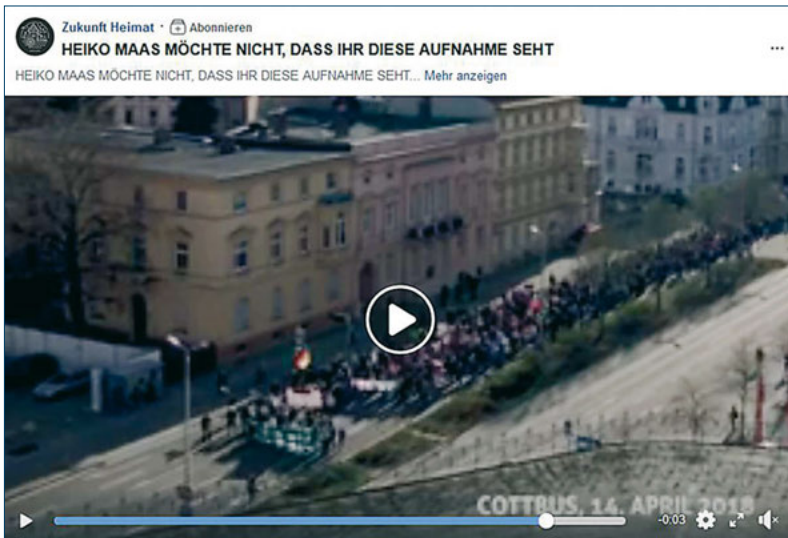 Zukunft Heimat · Abonnieren
HEIKO MAAS MÖCHTE NICHT, DASS IHR DIESE AUFNAHME SEHT
HEIKO MAAS MÖCHTE NICHT, DASS IHR DIESE AUFNAHME SEHT... Mehr anzeigen
COTTBUS, 14. APRIL 2018
-0:03